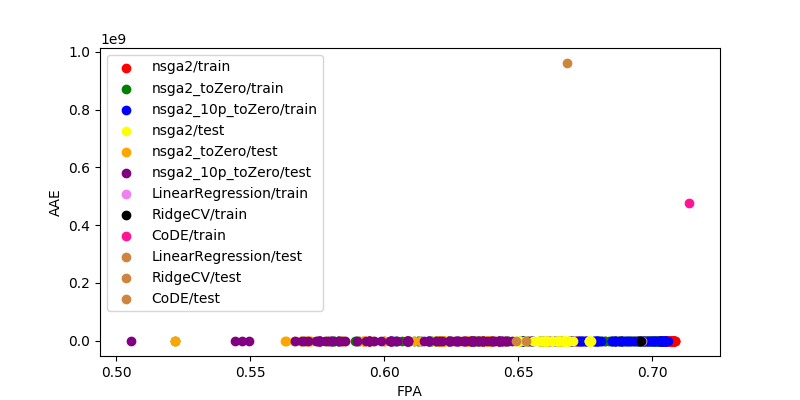 1e9
1.0
0.8
0.6
0.4
0.2
0.0
AAE
nsga2/train
nsga2_toZero/train
nsga2_10p_toZero/train
nsga2/test
nsga2_toZero/test
nsga2_10p_toZero/test
LinearRegression/train
RidgeCV/train
CoDE/train
LinearRegression/test
RidgeCV/test
CoDE/test
0.50 0.55 0.60 0.65 0.70
FPA